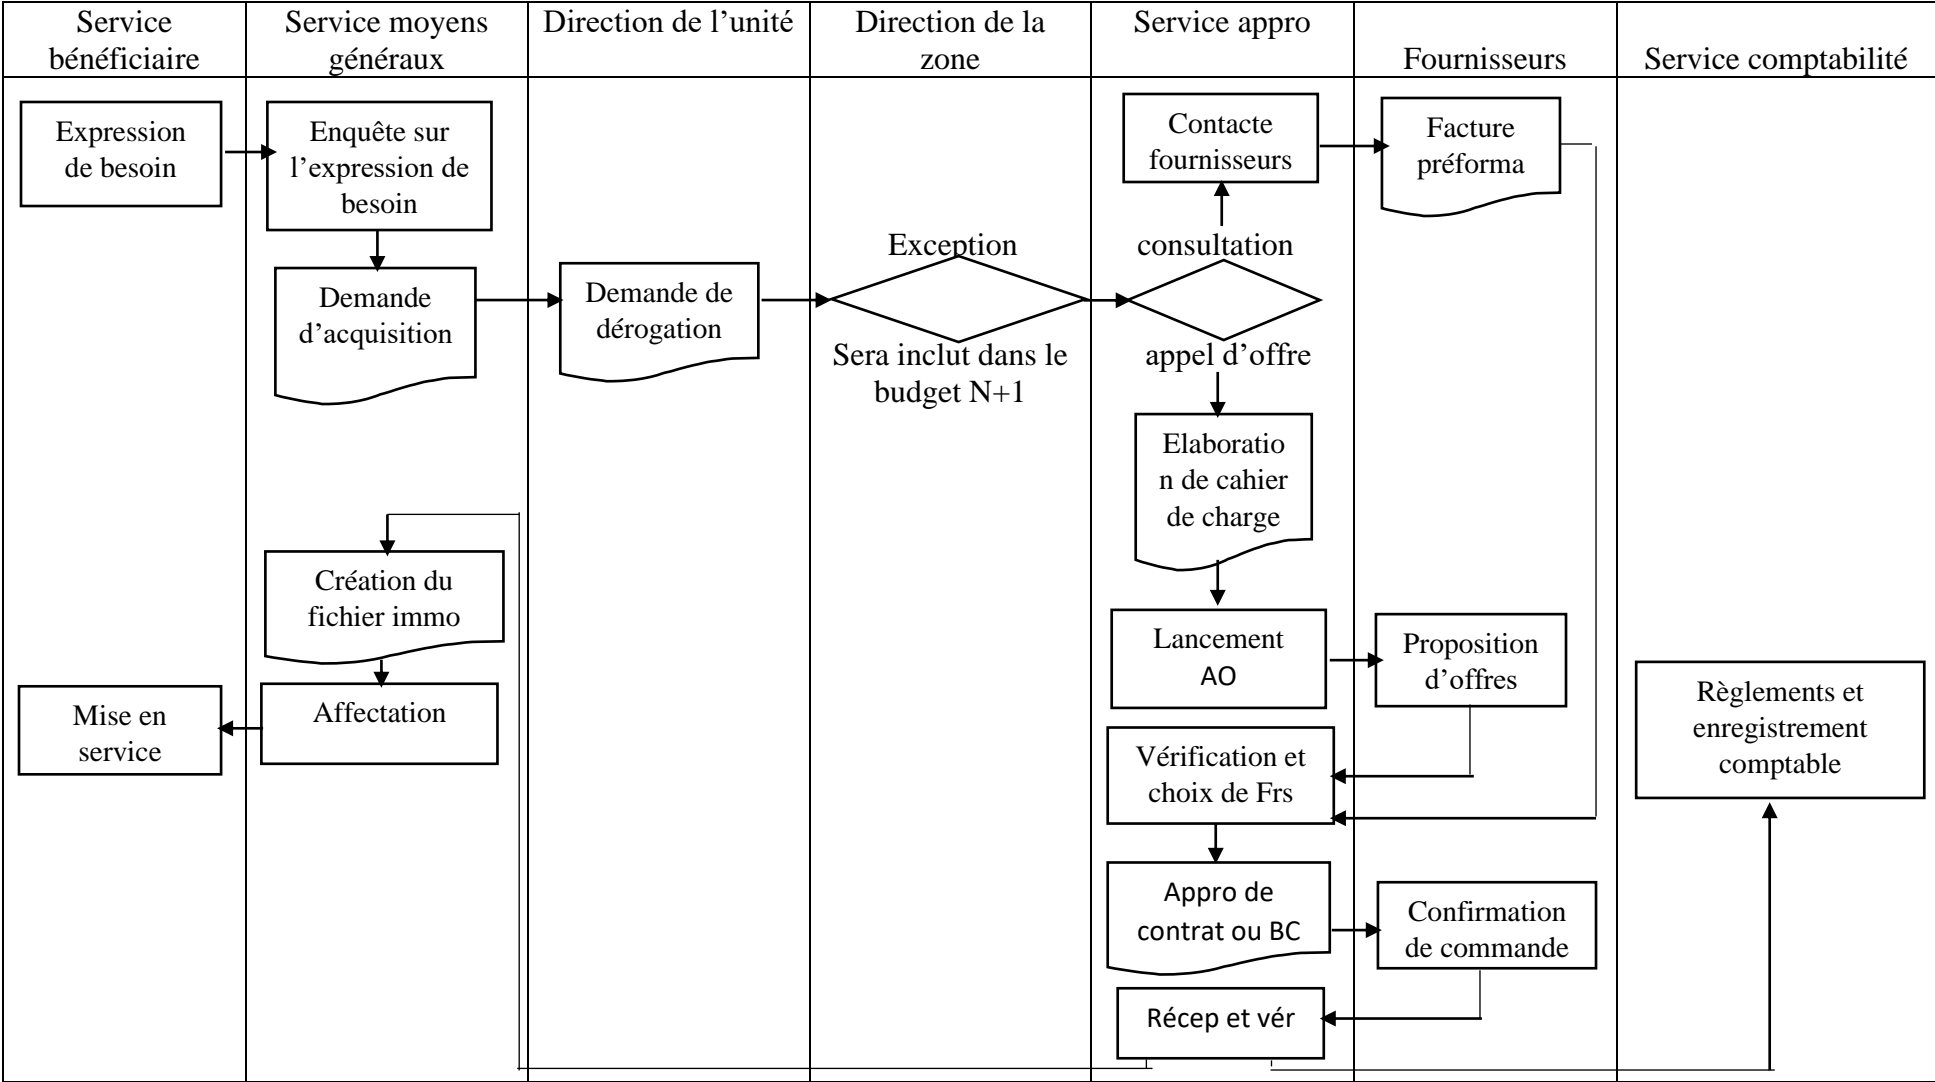 Service
bénéficiaire
Service moyens
généraux
Direction de l’unité
Direction de la
zone
Service appro
Fournisseurs
Service comptabilité
Expression
de besoin
Enquête sur
l’expression de
besoin
Contacte
fournisseurs
Facture
préforma
Demande
d’acquisition
Demande de
dérogation
Exception
Sera inclut dans le
budget N+1
consultation
appel d’offre
Elaboratio
n de cahier
de charge
Création du
fichier immo
Lancement
AO
Proposition
d’offres
Mise en
service
Affectation
Vérification et
choix de Frs
Règlements et
enregistrement
comptable
Appro de
contrat ou BC
Confirmation
de commande
Récep et vér